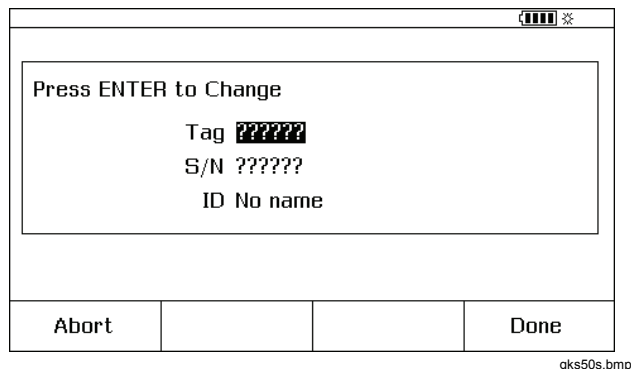 Press ENTER to Change
Tag ??????
S/N ??????
ID No name
Abort Done
gks50s.bmp